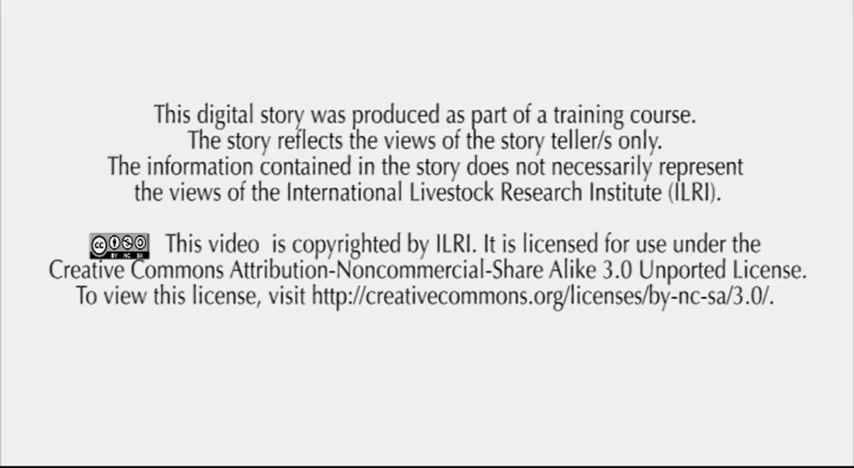 This digital story was produced as part of a training course.
The story reflects the views of the story teller/s only.
The information contained in the story does not necessarily represent
the views of the International Livestock Research Institute (ILRI).
cc BY NC SA This video is copyrighted by ILRI. It is licensed for use under the
Creative Commons Attribution-Noncommercial-Share Alike 3.0 Unported License.
To view this license, visit http://creativecommons.org/licenses/by-nc-sa/3.0/.